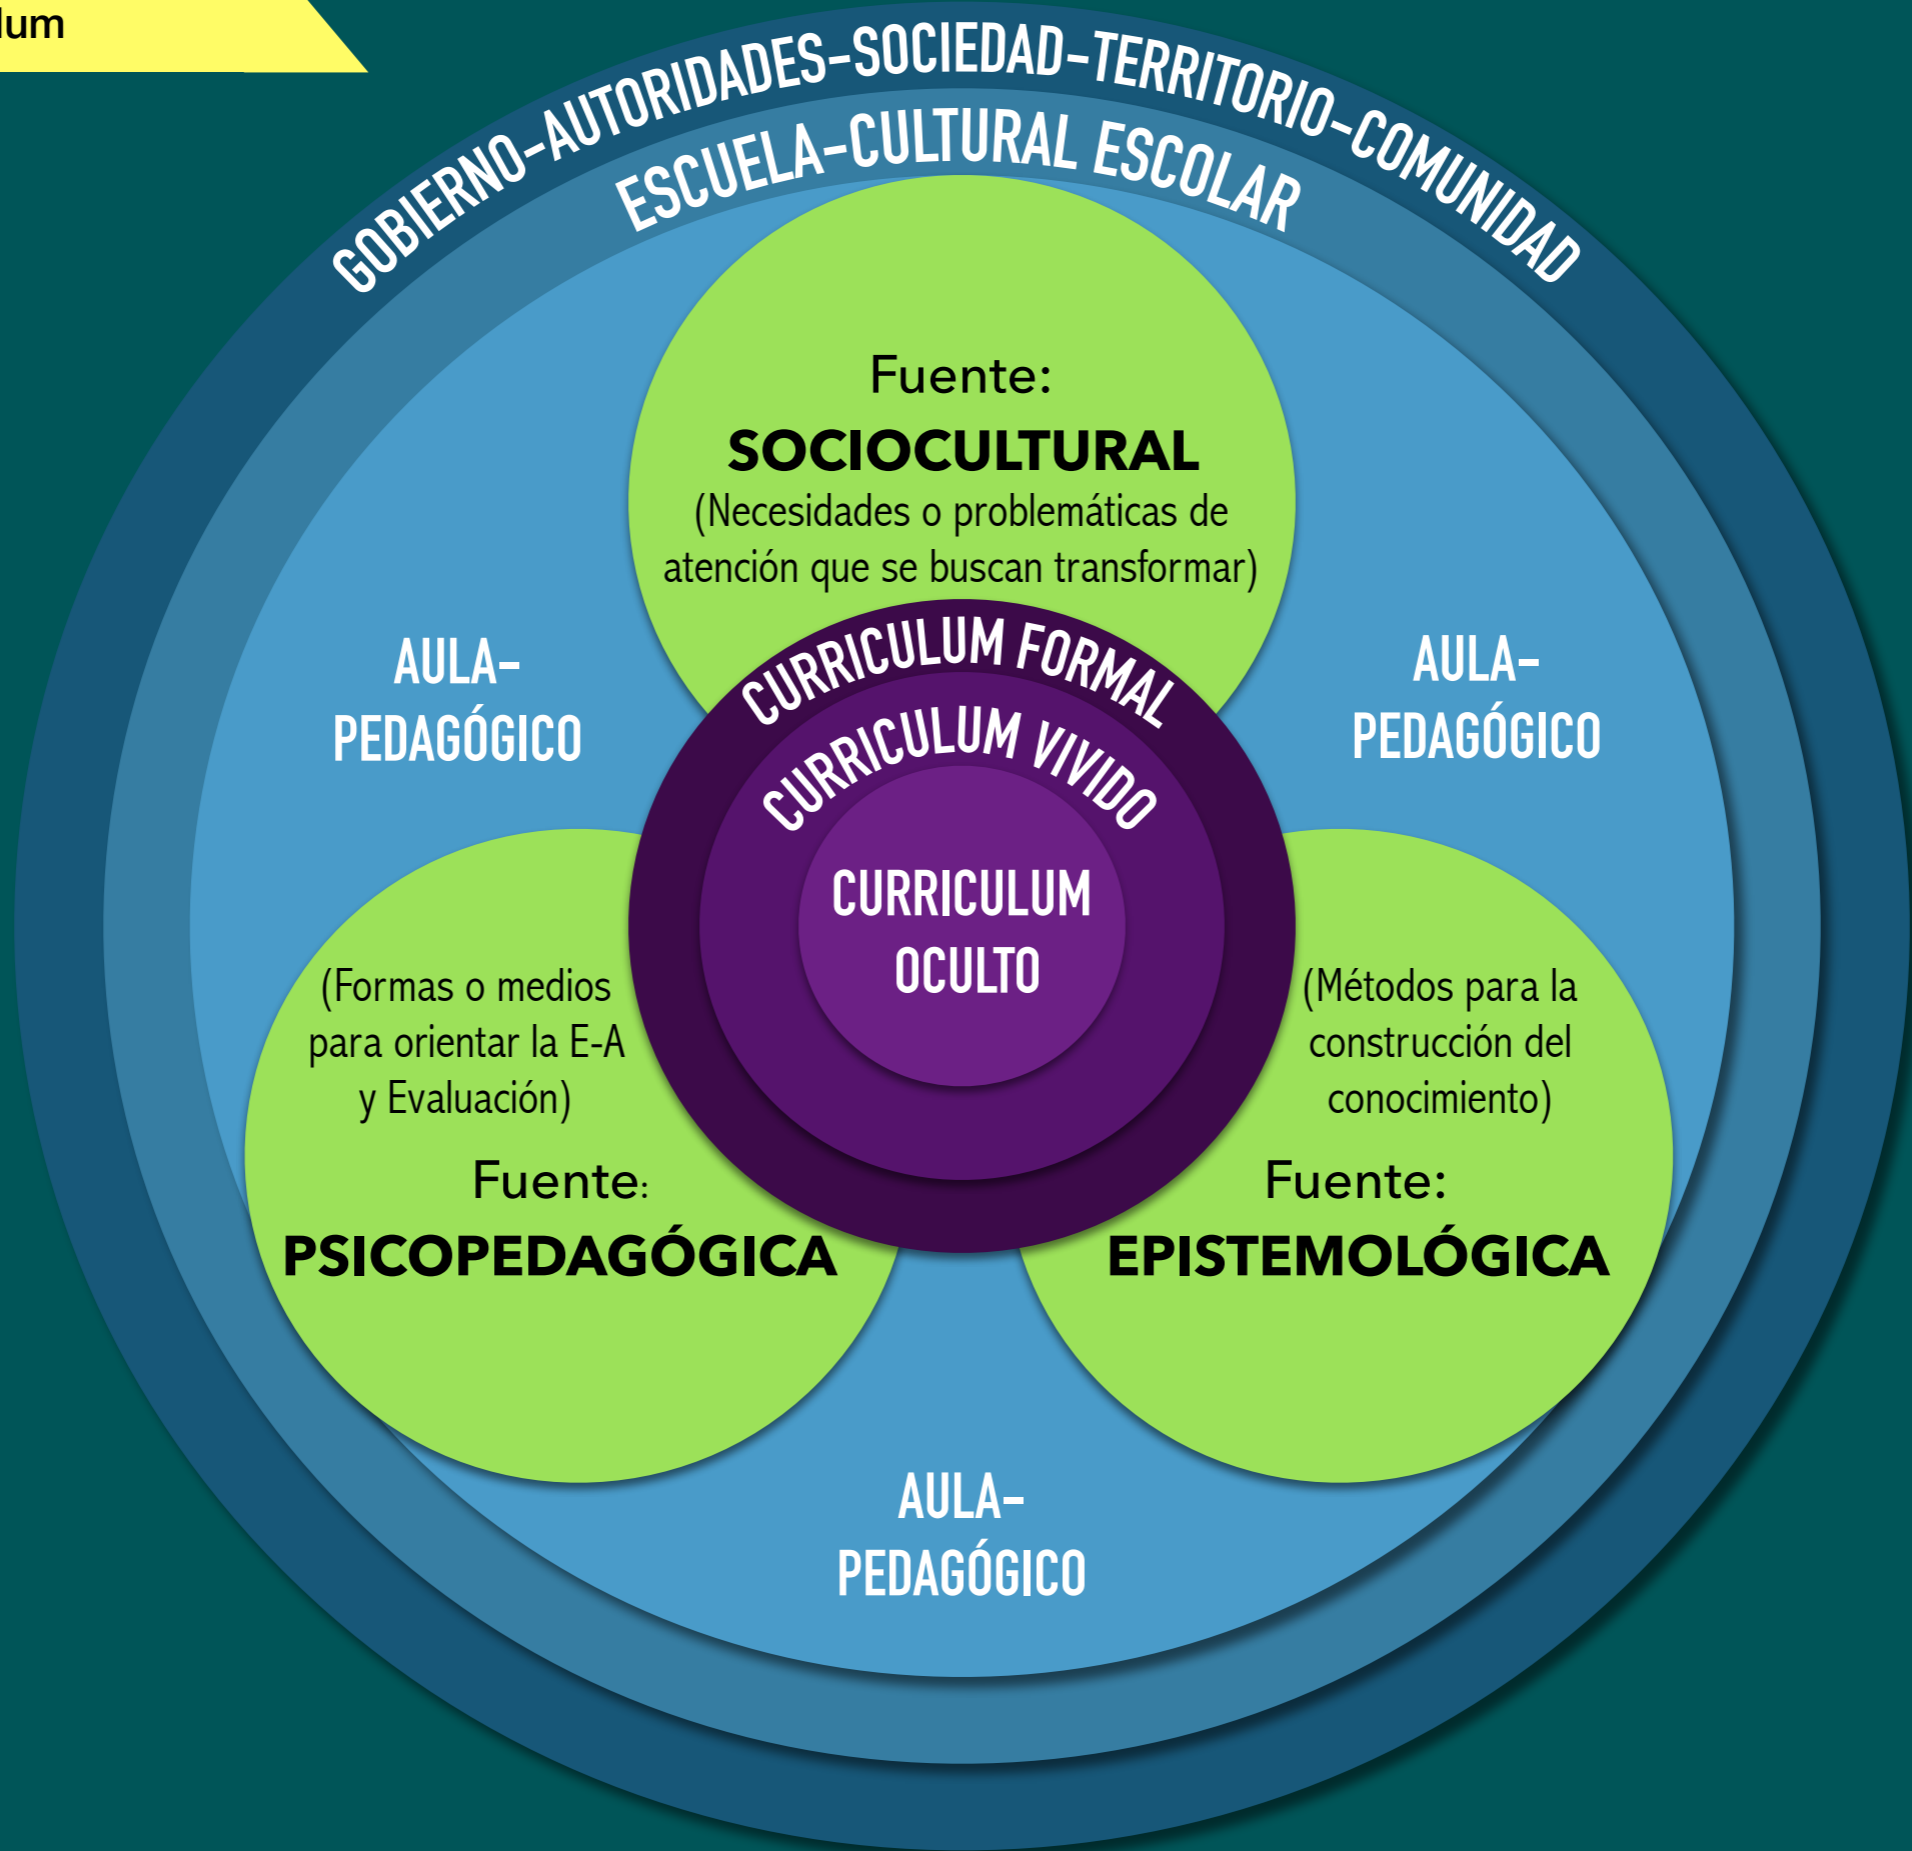 GOBIERNO-AUTORIDADES-SOCIEDAD-TERRITORIO-COMUNIDAD
ESCUELA-CULTURAL ESCOLAR
Fuente:
SOCIOCULTURAL
(Necesidades o problemáticas de
atención que se buscan transformar)
AULA-
PEDAGÓGICO
AULA-
PEDAGÓGICO
CURRICULUM FORMAL
CURRICULUM VIVIDO
CURRICULUM
OCULTO
(Formas o medios
para orientar la E-A
y Evaluación)
Fuente:
PSICOPEDAGÓGICA
(Métodos para la
construcción del
conocimiento)
Fuente:
EPISTEMOLÓGICA
AULA-
PEDAGÓGICO